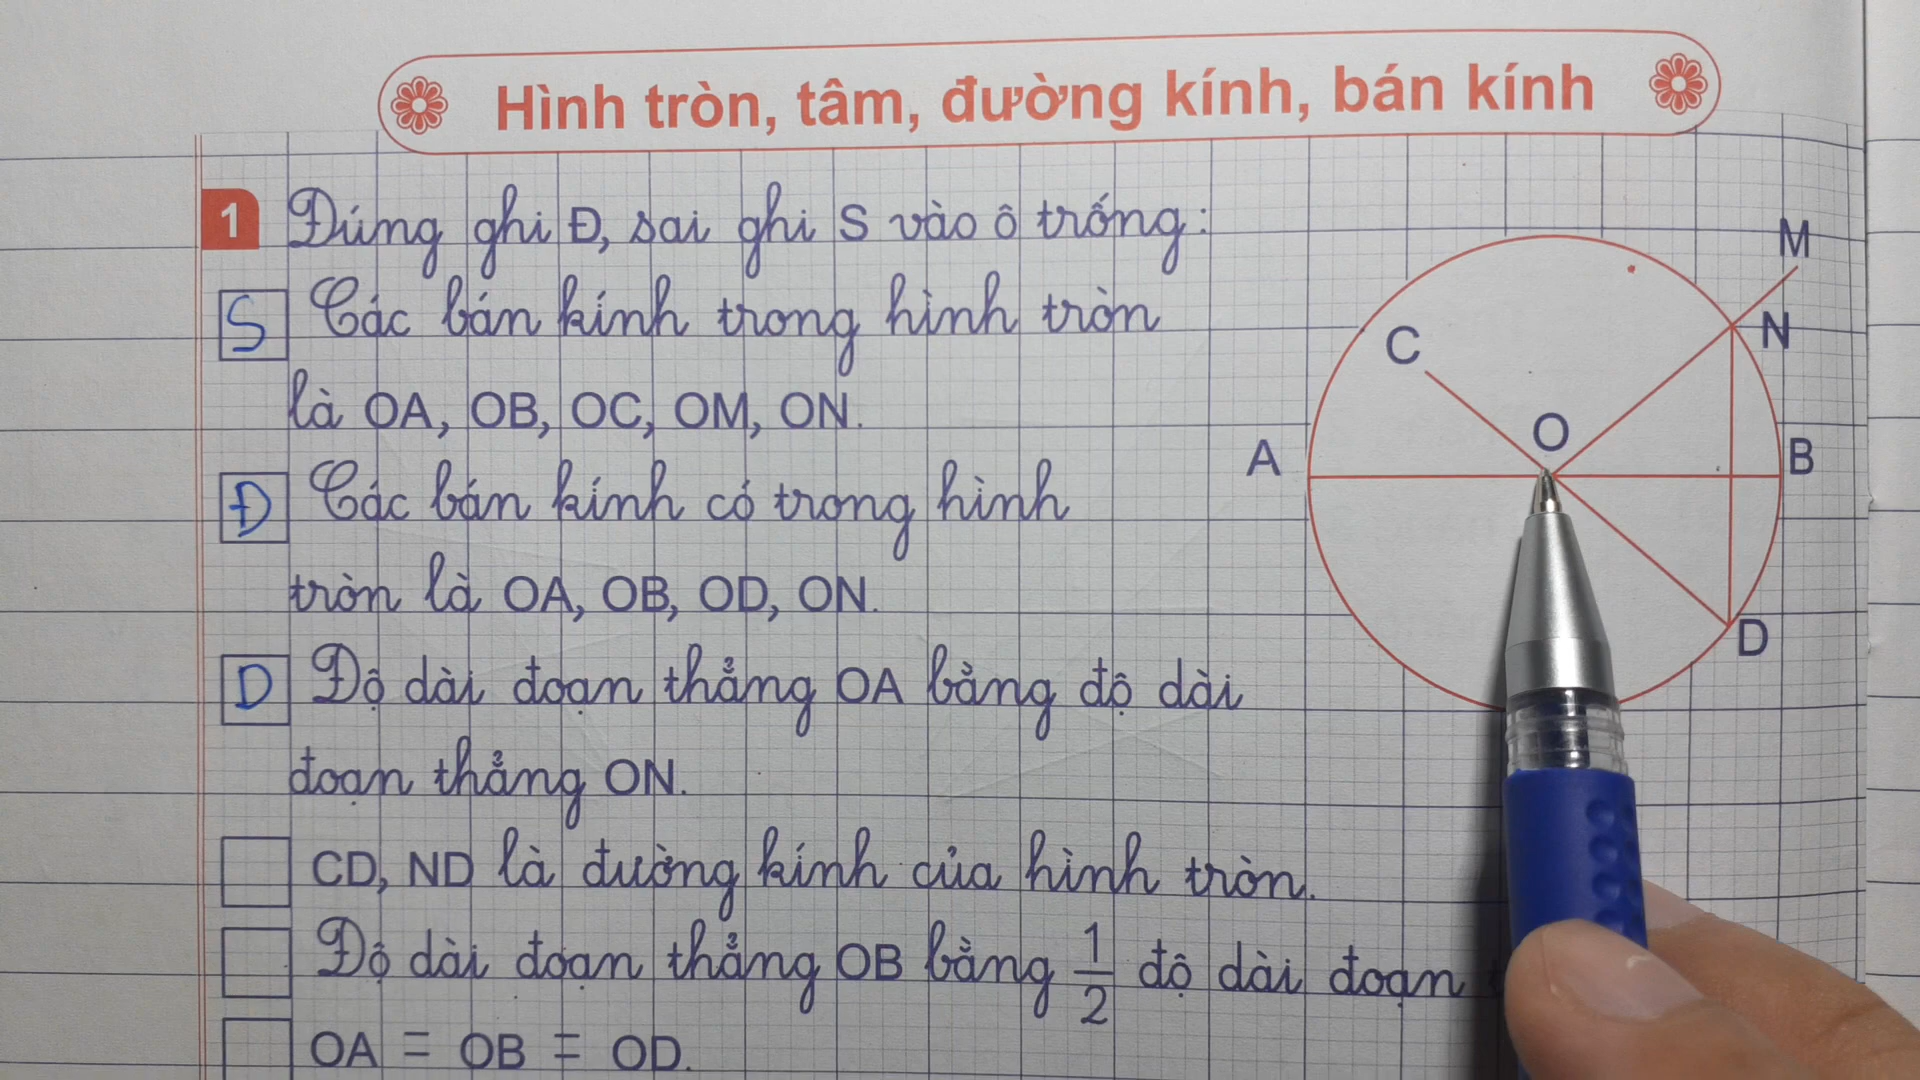 Hình tròn, tâm, đường kính, bán kính
1 Đúng ghi Đ, sai ghi S vào ô trống:
S Các bán kính trong hình tròn
là OA, OB, OC, OM, ON.
Đ Các bán kính có trong hình
tròn là OA, OB, OD, ON.
D Độ dài đoạn thẳng OA bằng độ dài
đoạn thẳng ON.
CD, ND là đường kính của hình tròn.
Độ dài đoạn thẳng OB bằng 1/2 độ dài đoạn
OA = OB = OD.
M
N
C
O
A
B
D